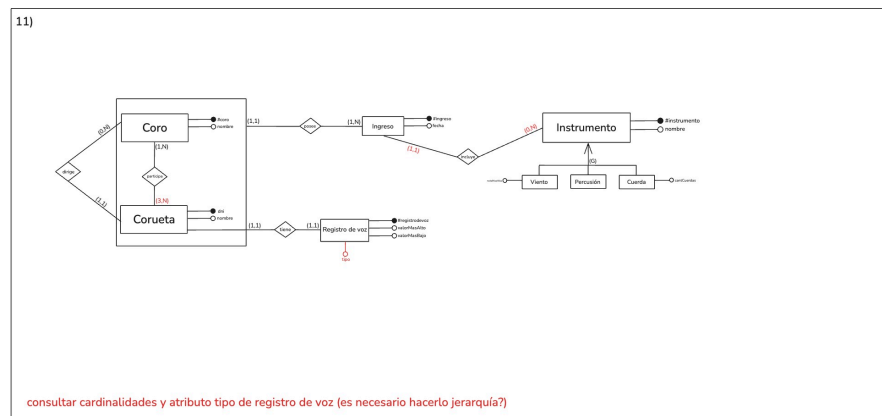 11)
Coro
#coro
nombre
(0,N)
(1,N)
dirige
participa
(1,1)
(3,N)
Corueta
dni
nombre
(1,1)
posee
(1,N)
Ingreso
#ingreso
fecha
(1,1)
incluye
(0,N)
Instrumento
#instrumento
nombre
(G)
Viento
Percusión
Cuerda
cantCuerdas
(1,1)
tiene
(1,1)
Registro de voz
#registrodevoz
valorMasAlto
valorMasBajo
tipo
consultar cardinalidades y atributo tipo de registro de voz (es necesario hacerlo jerarquía?)